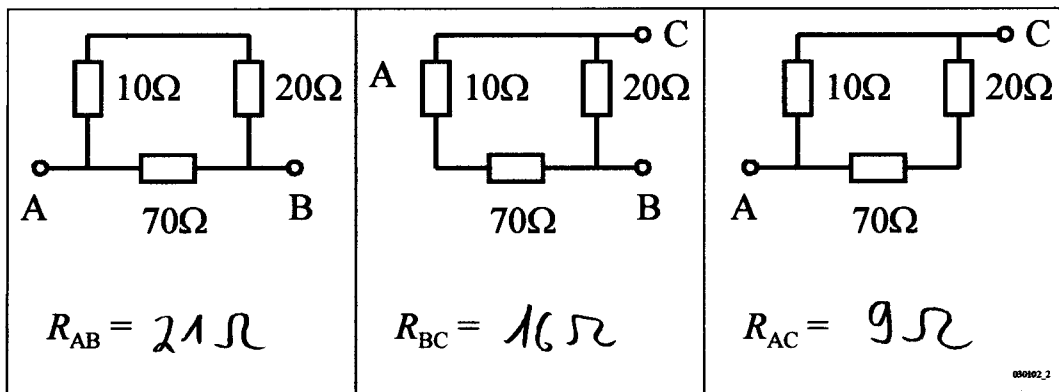 10Ω 20Ω
A B
70Ω
R_AB = 21 Ω
C
A 10Ω 20Ω
B
70Ω
R_BC = 16 Ω
C
10Ω 20Ω
A
70Ω
R_AC = 9 Ω
030102_2